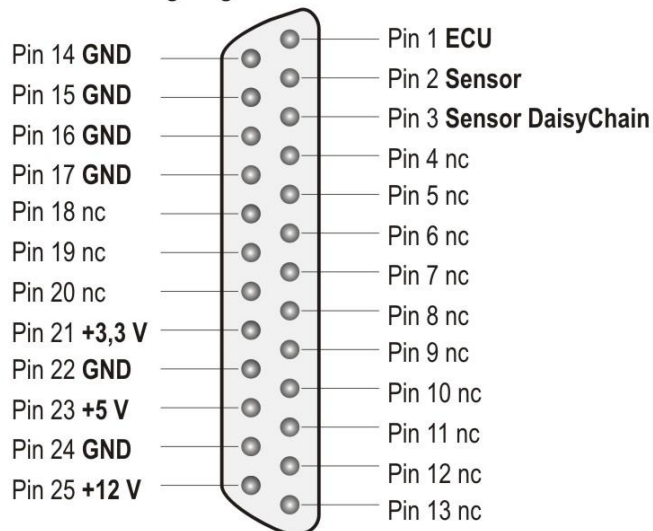 Pin 14 GND
Pin 15 GND
Pin 16 GND
Pin 17 GND
Pin 18 nc
Pin 19 nc
Pin 20 nc
Pin 21 +3,3 V
Pin 22 GND
Pin 23 +5 V
Pin 24 GND
Pin 25 +12 V
Pin 1 ECU
Pin 2 Sensor
Pin 3 Sensor DaisyChain
Pin 4 nc
Pin 5 nc
Pin 6 nc
Pin 7 nc
Pin 8 nc
Pin 9 nc
Pin 10 nc
Pin 11 nc
Pin 12 nc
Pin 13 nc